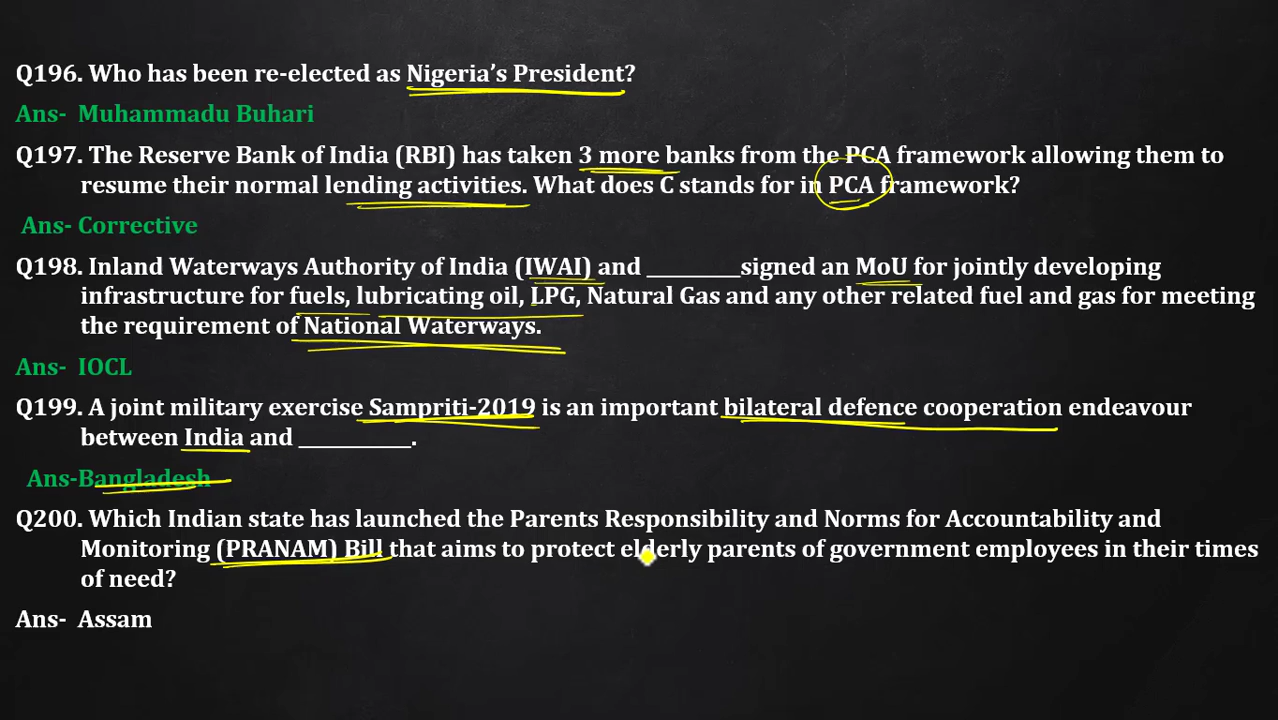 Q196. Who has been re-elected as Nigeria’s President?
Ans- Muhammadu Buhari
Q197. The Reserve Bank of India (RBI) has taken 3 more banks from the PCA framework allowing them to
resume their normal lending activities. What does C stands for in PCA framework?
Ans- Corrective
Q198. Inland Waterways Authority of India (IWAI) and _________signed an MoU for jointly developing
infrastructure for fuels, lubricating oil, LPG, Natural Gas and any other related fuel and gas for meeting
the requirement of National Waterways.
Ans- IOCL
Q199. A joint military exercise Sampriti-2019 is an important bilateral defence cooperation endeavour
between India and ___________.
Ans-Bangladesh
Q200. Which Indian state has launched the Parents Responsibility and Norms for Accountability and
Monitoring (PRANAM) Bill that aims to protect elderly parents of government employees in their times
of need?
Ans- Assam